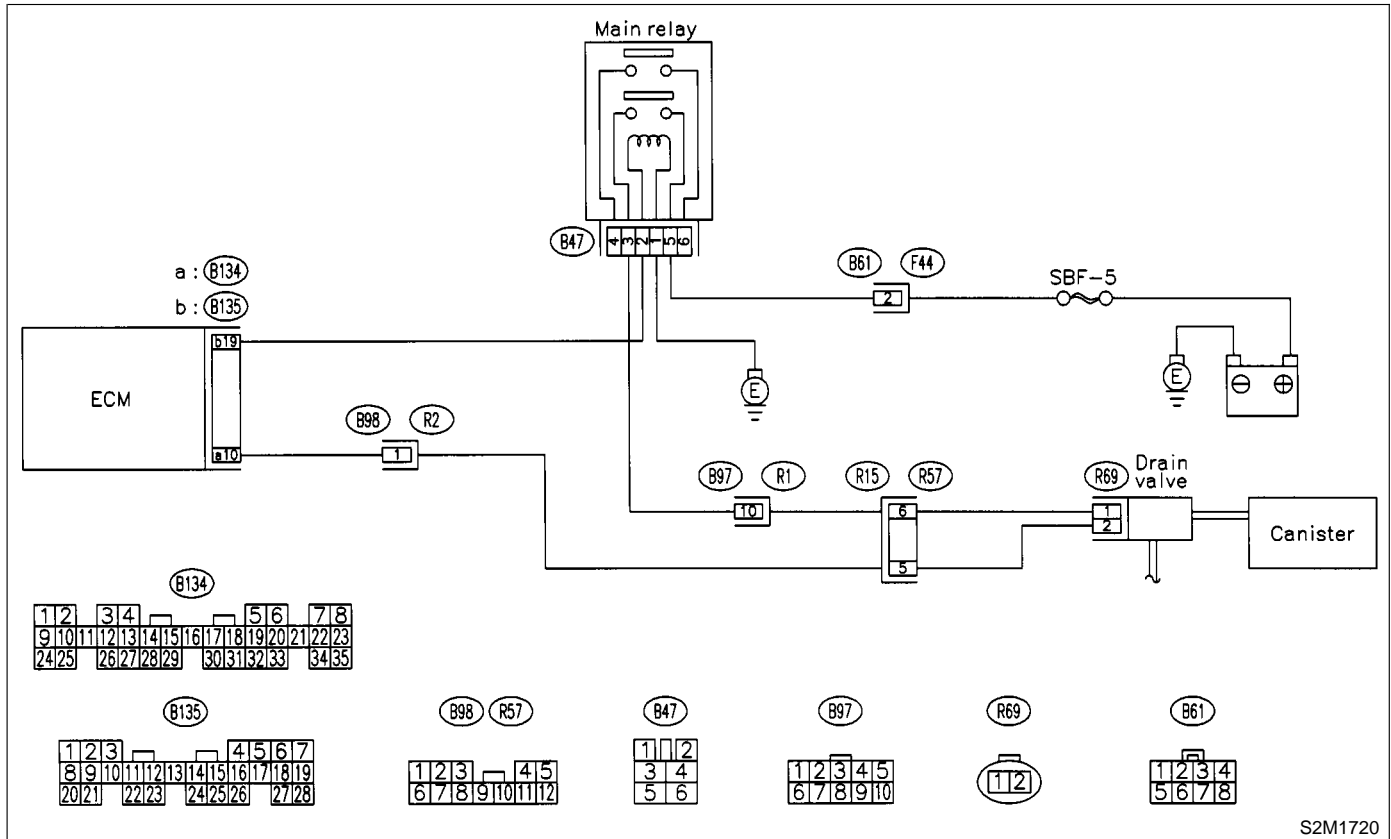 Main relay
B47
4 3 2 1 5 6
B61 F44
SBF-5
2
a : B134
b : B135
b19
E
E
⊖ ⊕
ECM
B98 R2
a10
1
B97 R1 R15 R57 R69 Drain valve
10
6
1
2
Canister
5
B134
1 2 3 4 5 6 7 8
9 10 11 12 13 14 15 16 17 18 19 20 21 22 23
24 25 26 27 28 29 30 31 32 33 34 35
B135
1 2 3 4 5 6 7
8 9 10 11 12 13 14 15 16 17 18 19
20 21 22 23 24 25 26 27 28
B98 R57
1 2 3 4 5
6 7 8 9 10 11 12
B47
1 2
3 4
5 6
B97
1 2 3 4 5
6 7 8 9 10
R69
1 2
B61
1 2 3 4
5 6 7 8
S2M1720